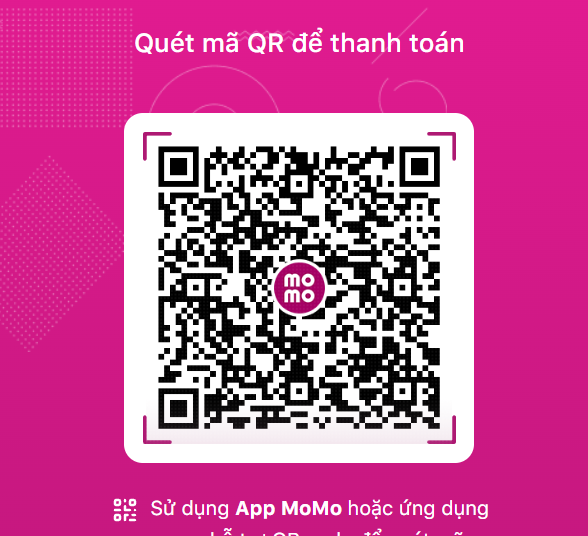 Quét mã QR để thanh toán
mo
mo
Sử dụng App MoMo hoặc ứng dụng